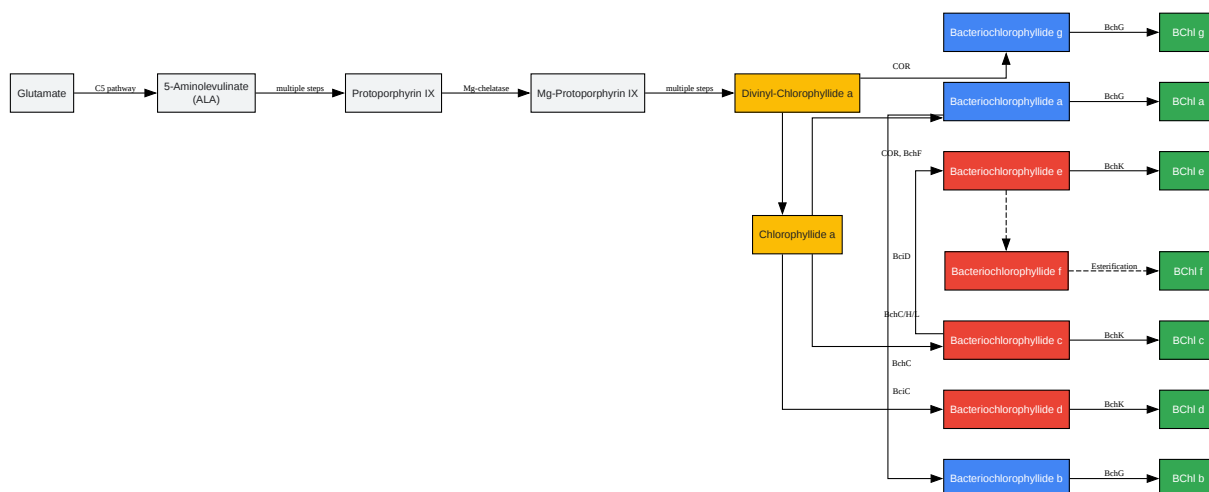 Bacteriochlorophyllide g
BchG
BChl g
COR
Glutamate
C5 pathway
5-Aminolevulinate
(ALA)
multiple steps
Protoporphyrin IX
Mg-chelatase
Mg-Protoporphyrin IX
multiple steps
Divinyl-Chlorophyllide a
Bacteriochlorophyllide a
BchG
BChl a
COR, BchF
Bacteriochlorophyllide e
BchK
BChl e
Chlorophyllide a
BciD
Bacteriochlorophyllide f
Esterification
BChl f
BchC/H/L
Bacteriochlorophyllide c
BchK
BChl c
BchC
BciC
Bacteriochlorophyllide d
BchK
BChl d
Bacteriochlorophyllide b
BchG
BChl b